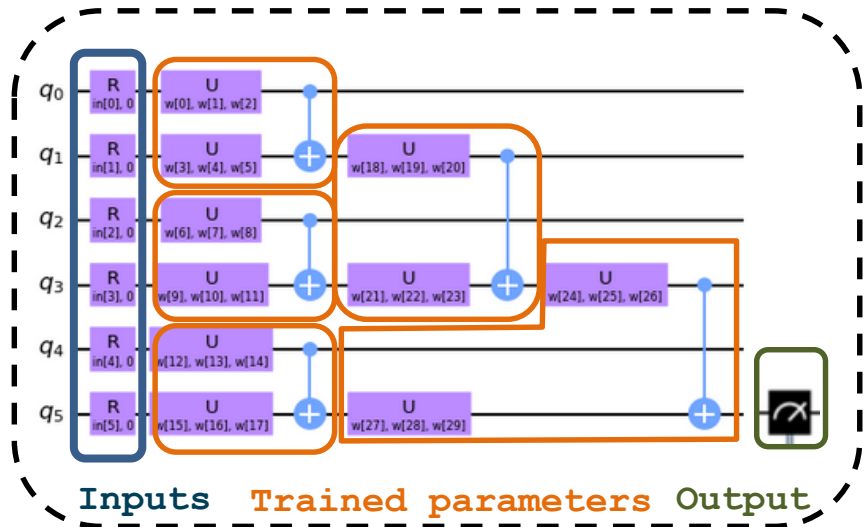 q0 R U
in[0], 0 w[0], w[1], w[2]
q1 R U U
in[1], 0 w[3], w[4], w[5] w[18], w[19], w[20]
q2 R U
in[2], 0 w[6], w[7], w[8]
q3 R U U U
in[3], 0 w[9], w[10], w[11] w[21], w[22], w[23] w[24], w[25], w[26]
q4 R U
in[4], 0 w[12], w[13], w[14]
q5 R U U
in[5], 0 w[15], w[16], w[17] w[27], w[28], w[29]
Inputs Trained parameters Output